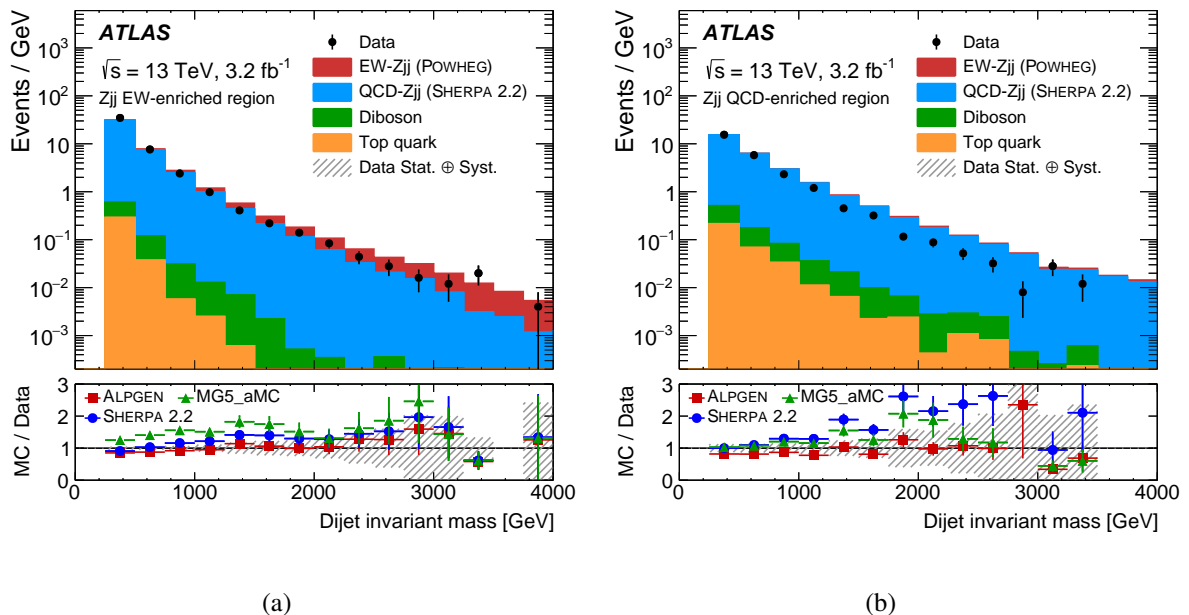 ATLAS
√s = 13 TeV, 3.2 fb⁻¹
Zjj EW-enriched region
Data
EW-Zjj (POWHEG)
QCD-Zjj (SHERPA 2.2)
Diboson
Top quark
Data Stat. ⊕ Syst.
Events / GeV
10³
10²
10
1
10⁻¹
10⁻²
10⁻³
MC / Data
3
2
1
0
ALPGEN MG5_aMC
SHERPA 2.2
0 1000 2000 3000 4000
Dijet invariant mass [GeV]
(a)
ATLAS
√s = 13 TeV, 3.2 fb⁻¹
Zjj QCD-enriched region
Data
EW-Zjj (POWHEG)
QCD-Zjj (SHERPA 2.2)
Diboson
Top quark
Data Stat. ⊕ Syst.
Events / GeV
10³
10²
10
1
10⁻¹
10⁻²
10⁻³
MC / Data
3
2
1
0
ALPGEN MG5_aMC
SHERPA 2.2
0 1000 2000 3000 4000
Dijet invariant mass [GeV]
(b)